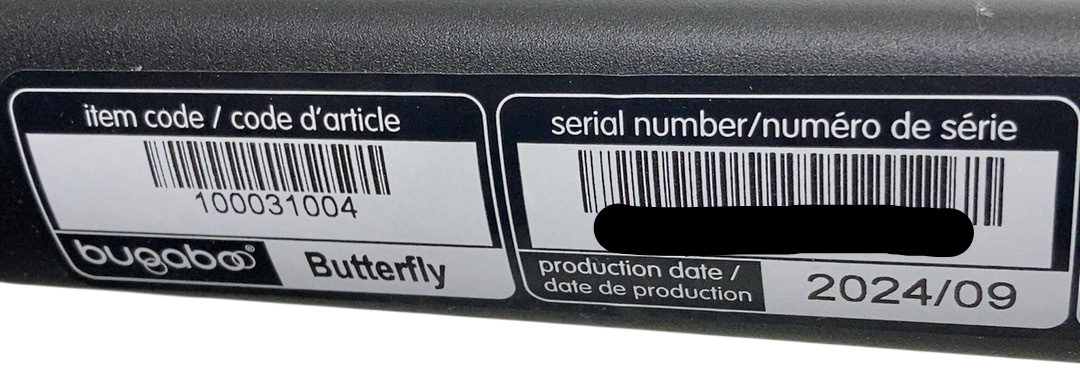 item code / code d'article
100031004
bugaboo® Butterfly
serial number/numéro de série
production date /
date de production
2024/09